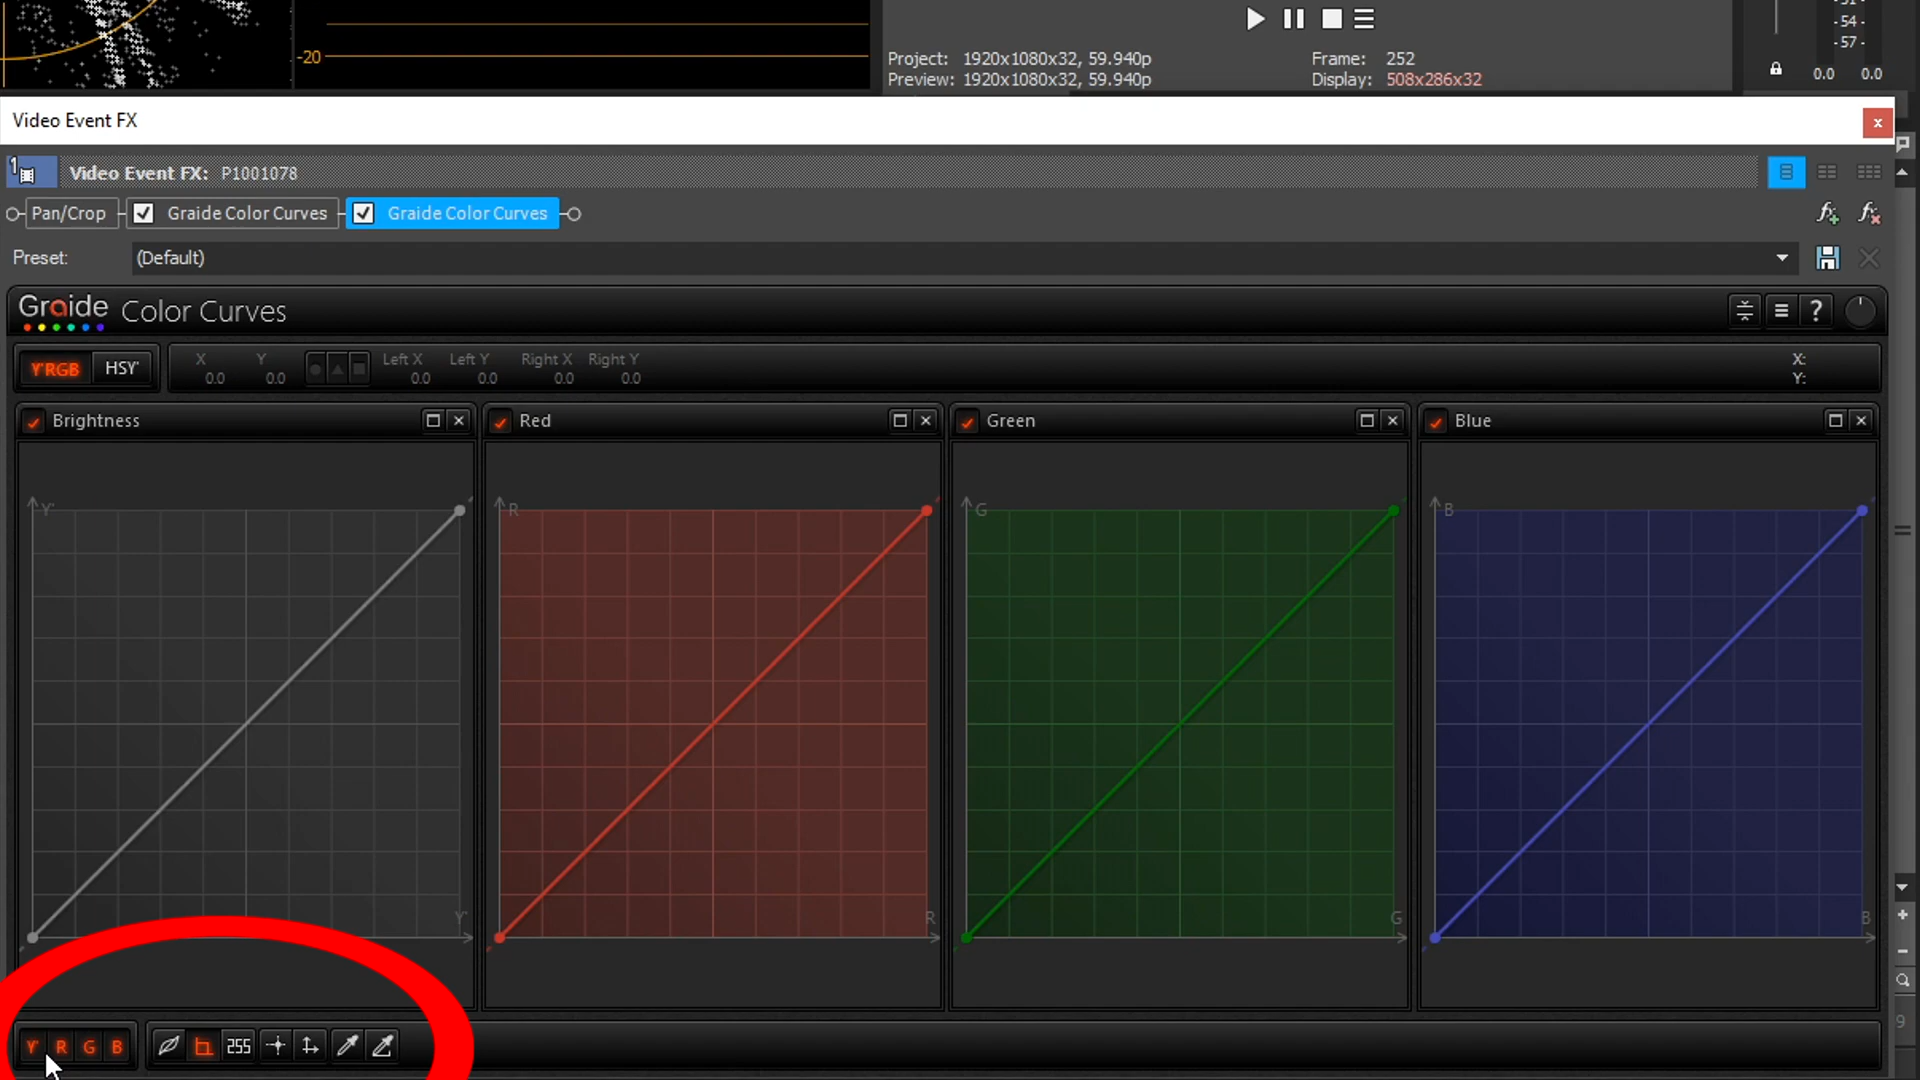 -51-
-54-
-57-
-20
Project: 1920x1080x32, 59.940p Frame: 252
Preview: 1920x1080x32, 59.940p Display: 508x286x32
0.0 0.0
Video Event FX
x
1 Video Event FX: P1001078
Pan/Crop Graide Color Curves Graide Color Curves
Preset: (Default)
Graide Color Curves ?
Y'RGB HSY'
X Y Left X Left Y Right X Right Y X:
0.0 0.0 0.0 0.0 0.0 0.0 Y:
Brightness Red Green Blue
Y' R G B
Y' R G B
Y' R G B 255
9